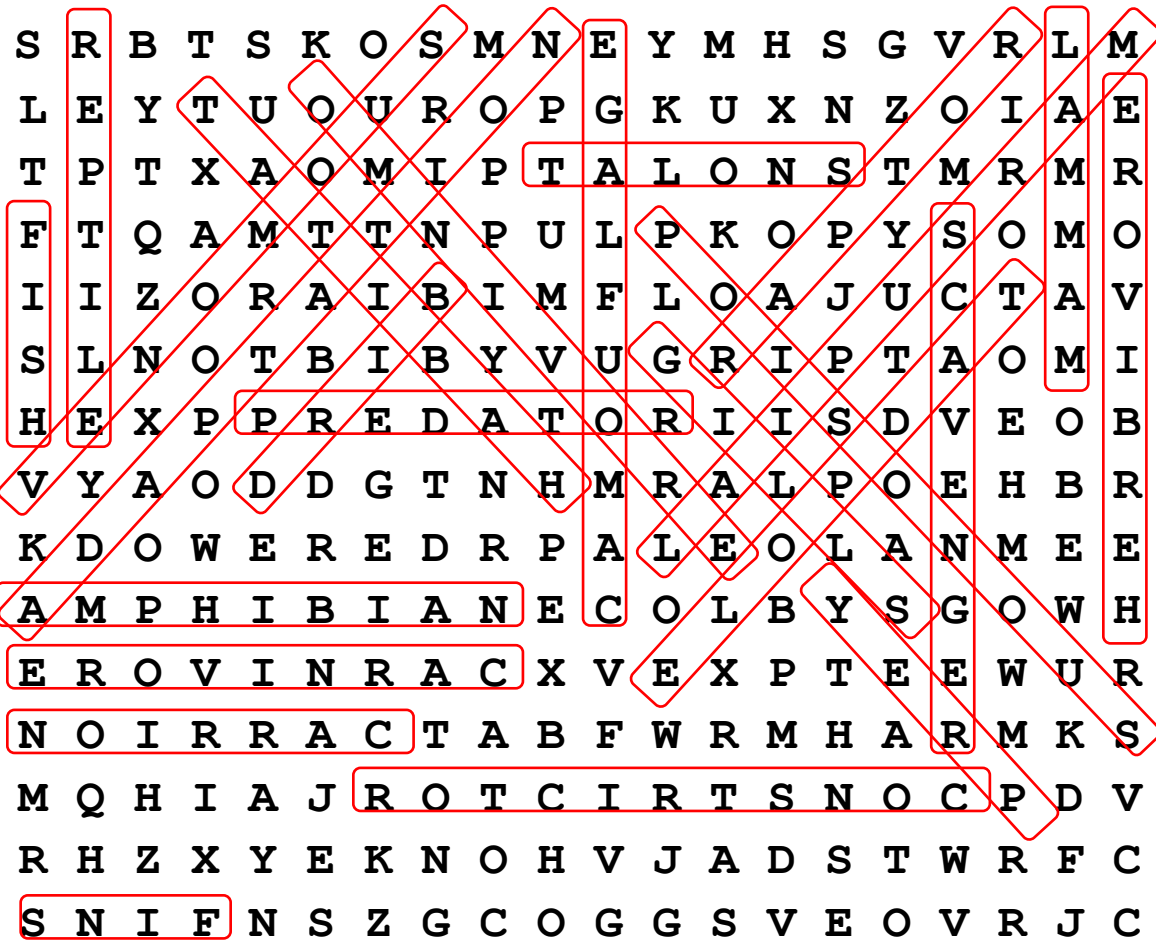 S R B T S K O S M N E Y M H S G V R L M
L E Y T U O U R O P G K U X N Z O I A E
T P T X A O M I P T A L O N S T M R M R
F T Q A M T T N P U L P K O P Y S O M O
I I Z O R A I B I M F L O A J U C T A V
S L N O T B I B Y V U G R I P T A O M I
H E X P P R E D A T O R I I S D V E O B
V Y A O D D G T N H M R A L P O E H B R
K D O W E R E D R P A L E O L A N M E E
A M P H I B I A N E C O L B Y S G O W H
E R O V I N R A C X V E X P T E E W U R
N O I R R A C T A B F W R M H A R M K S
M Q H I A J R O T C I R T S N O C P D V
R H Z X Y E K N O H V J A D S T W R F C
S N I F N S Z G C O G G S V E O V R J C